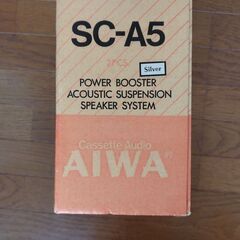 SC-A5
2PCS.
Silver
POWER BOOSTER
ACOUSTIC SUSPENSION
SPEAKER SYSTEM
Cassette Audio
AIWA